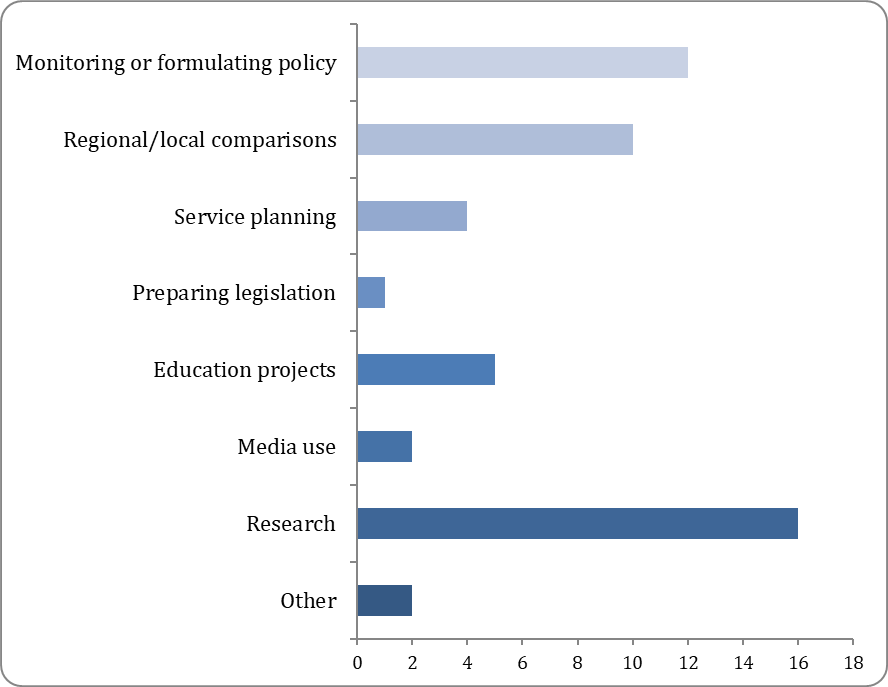 Monitoring or formulating policy
Regional/local comparisons
Service planning
Preparing legislation
Education projects
Media use
Research
Other
0 2 4 6 8 10 12 14 16 18